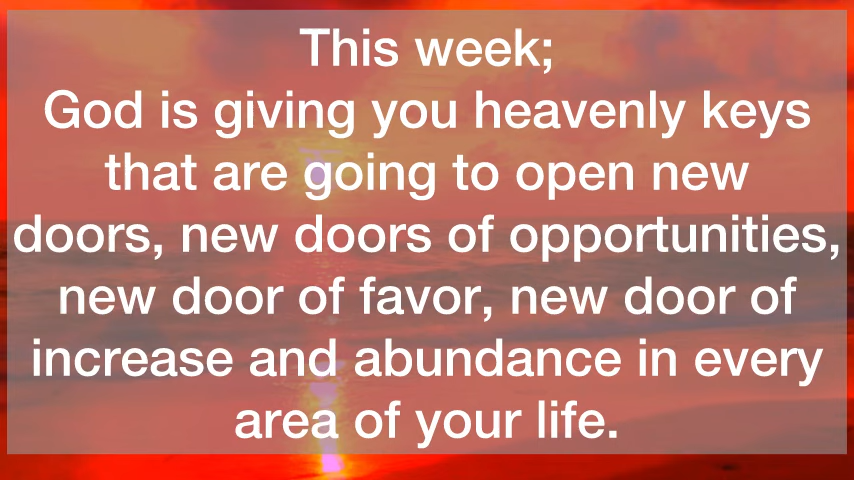 This week;
God is giving you heavenly keys
that are going to open new
doors, new doors of opportunities,
new door of favor, new door of
increase and abundance in every
area of your life.